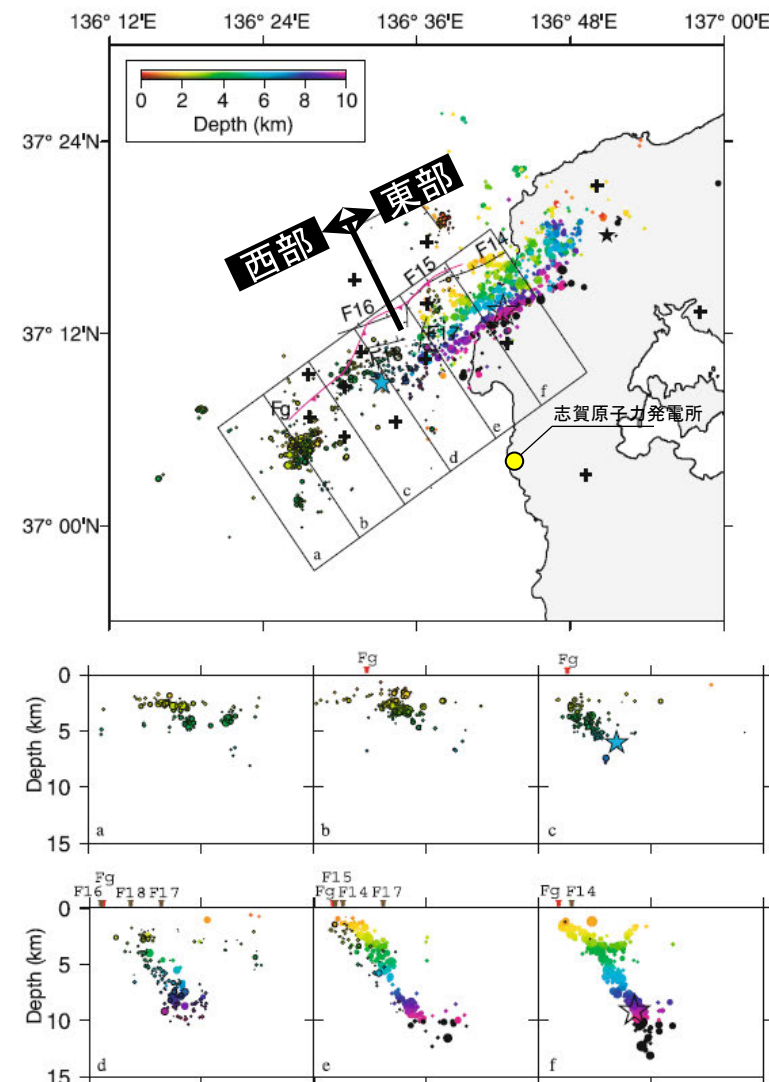 136° 12'E 136° 24'E 136° 36'E 136° 48'E 137° 00'E
0 2 4 6 8 10
Depth (km)
37° 24'N
東部
西部
F14
F15
F16
37° 12'N
F17
F18
Fg
f
志賀原子力発電所
e
d
c
37° 00'N
b
a
Fg Fg
0
5
10
15
Depth (km)
a b c
Fg F15
F16 F18 F17 Fg F14 F17 Fg F14
0
5
10
15
Depth (km)
d e f